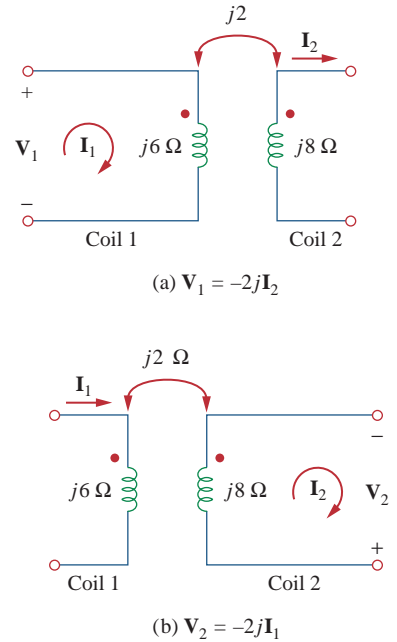 j2
I₂
+
V₁
I₁
j6 Ω
j8 Ω
–
Coil 1
Coil 2
(a) V₁ = –2jI₂
j2 Ω
I₁
–
j6 Ω
j8 Ω
I₂
V₂
+
Coil 1
Coil 2
(b) V₂ = –2jI₁